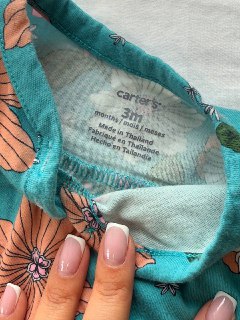 carter's
3m
months / mois / meses
Made in Thailand
Fabriqué en Thaïlande
Hecho en Tailandia